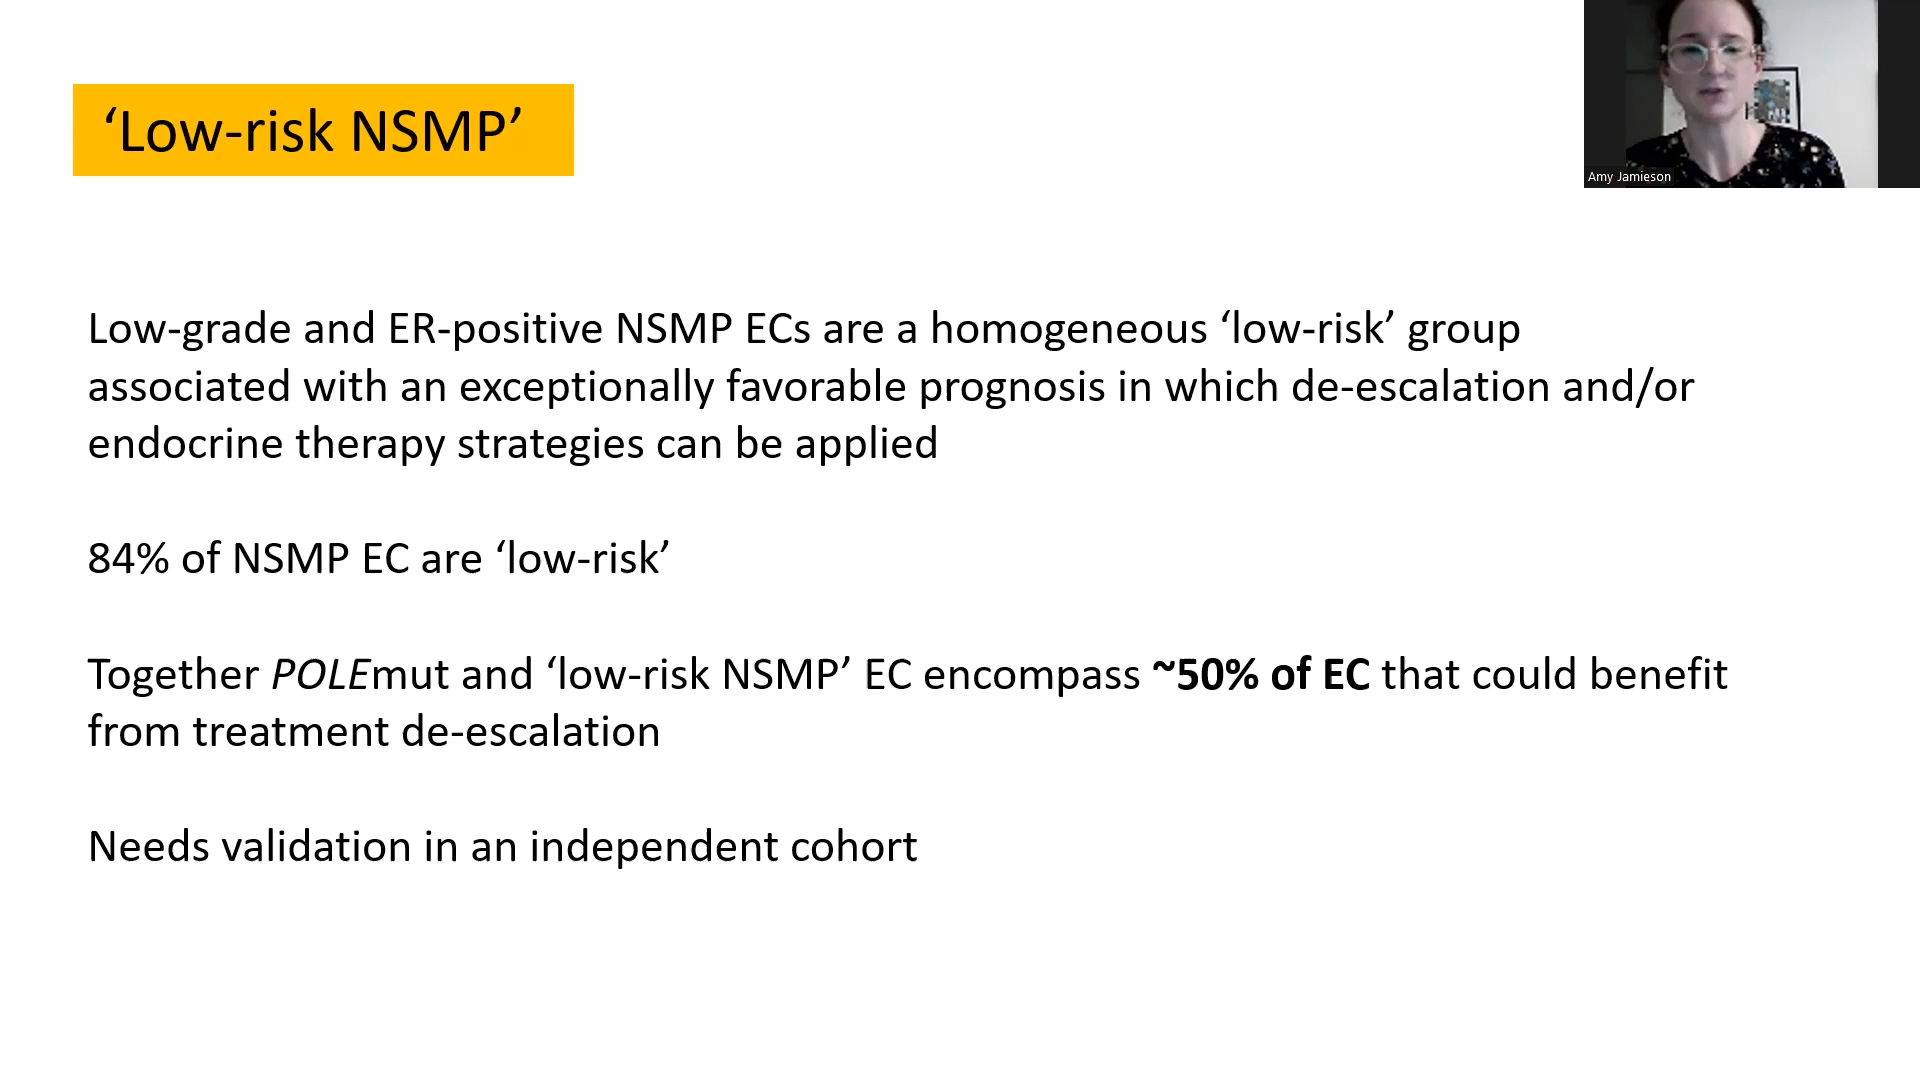 ‘Low-risk NSMP’
Amy Jamieson
Low-grade and ER-positive NSMP ECs are a homogeneous ‘low-risk’ group
associated with an exceptionally favorable prognosis in which de-escalation and/or
endocrine therapy strategies can be applied
84% of NSMP EC are ‘low-risk’
Together POLEmut and ‘low-risk NSMP’ EC encompass ~50% of EC that could benefit
from treatment de-escalation
Needs validation in an independent cohort